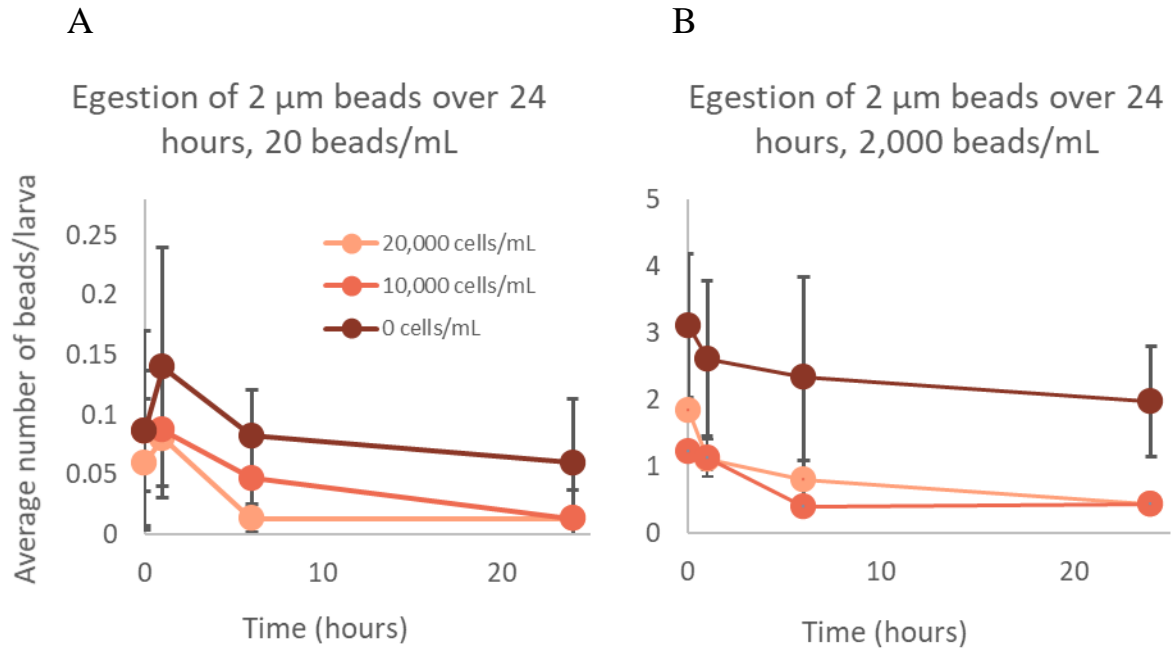 A
Egestion of 2 µm beads over 24
hours, 20 beads/mL
Average number of beads/larva
0.25
0.2
0.15
0.1
0.05
0
20,000 cells/mL
10,000 cells/mL
0 cells/mL
0 10 20
Time (hours)
B
Egestion of 2 µm beads over 24
hours, 2,000 beads/mL
5
4
3
2
1
0
0 10 20
Time (hours)